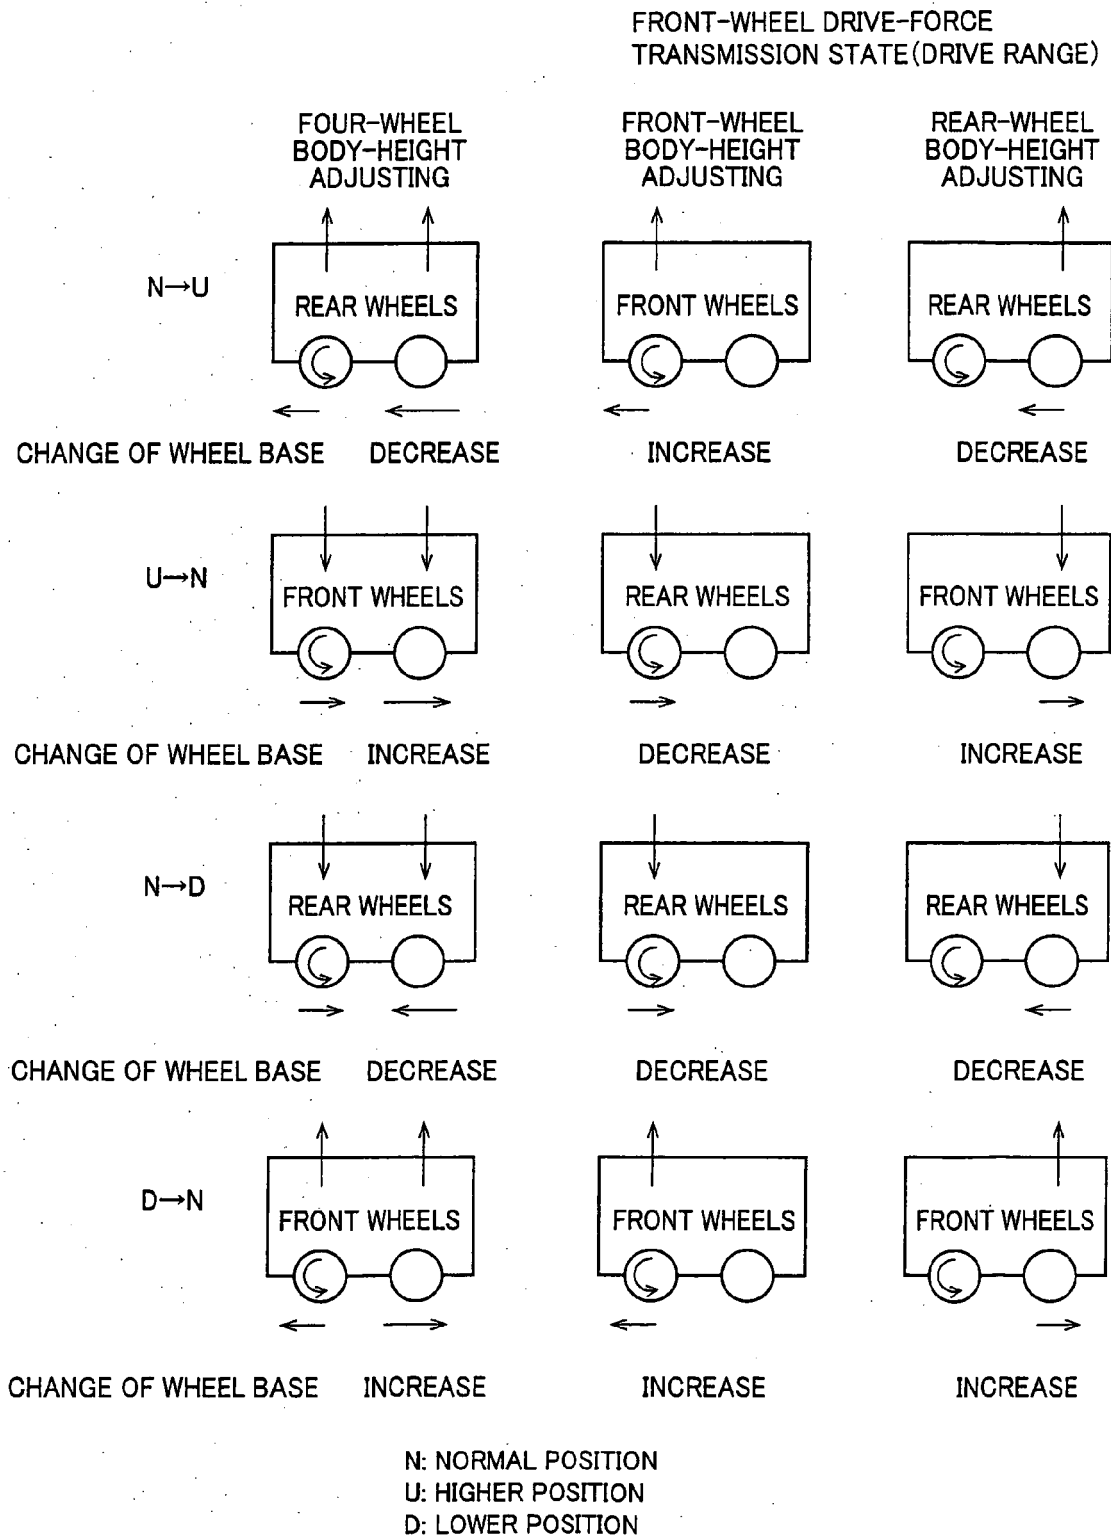 FRONT-WHEEL DRIVE-FORCE
TRANSMISSION STATE(DRIVE RANGE)
FOUR-WHEEL
BODY-HEIGHT
ADJUSTING
FRONT-WHEEL
BODY-HEIGHT
ADJUSTING
REAR-WHEEL
BODY-HEIGHT
ADJUSTING
N→U
REAR WHEELS
FRONT WHEELS
REAR WHEELS
CHANGE OF WHEEL BASE DECREASE INCREASE DECREASE
U→N
FRONT WHEELS
REAR WHEELS
FRONT WHEELS
CHANGE OF WHEEL BASE INCREASE DECREASE INCREASE
N→D
REAR WHEELS
REAR WHEELS
REAR WHEELS
CHANGE OF WHEEL BASE DECREASE DECREASE DECREASE
D→N
FRONT WHEELS
FRONT WHEELS
FRONT WHEELS
CHANGE OF WHEEL BASE INCREASE INCREASE INCREASE
N: NORMAL POSITION
U: HIGHER POSITION
D: LOWER POSITION